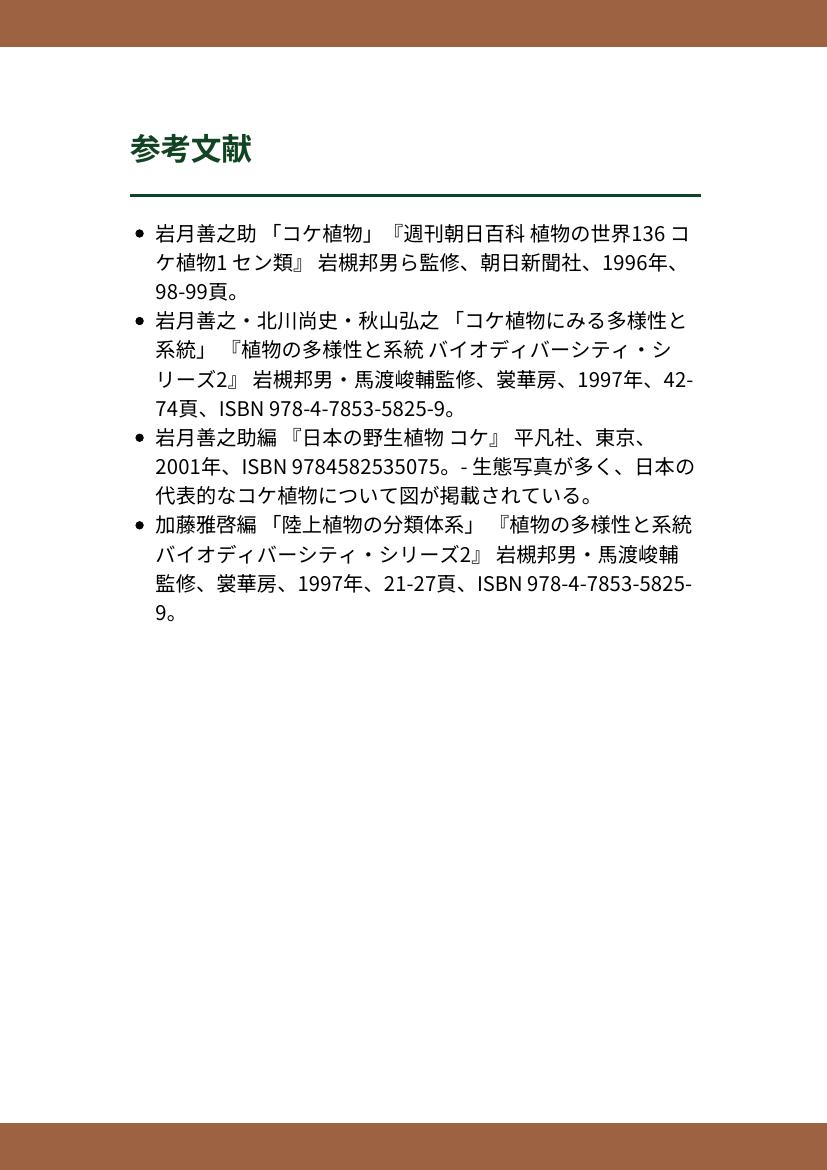 参考文献
• 岩月善之助 「コケ植物」『週刊朝日百科 植物の世界136 コ
ケ植物1 セン類』 岩槻邦男ら監修、朝日新聞社、1996年、
98-99頁。
• 岩月善之・北川尚史・秋山弘之 「コケ植物にみる多様性と
系統」 『植物の多様性と系統 バイオディバーシティ・シ
リーズ2』 岩槻邦男・馬渡峻輔監修、裳華房、1997年、42-
74頁、ISBN 978-4-7853-5825-9。
• 岩月善之助編 『日本の野生植物 コケ』 平凡社、東京、
2001年、ISBN 9784582535075。- 生態写真が多く、日本の
代表的なコケ植物について図が掲載されている。
• 加藤雅啓編 「陸上植物の分類体系」 『植物の多様性と系統
バイオディバーシティ・シリーズ2』 岩槻邦男・馬渡峻輔
監修、裳華房、1997年、21-27頁、ISBN 978-4-7853-5825-
9。